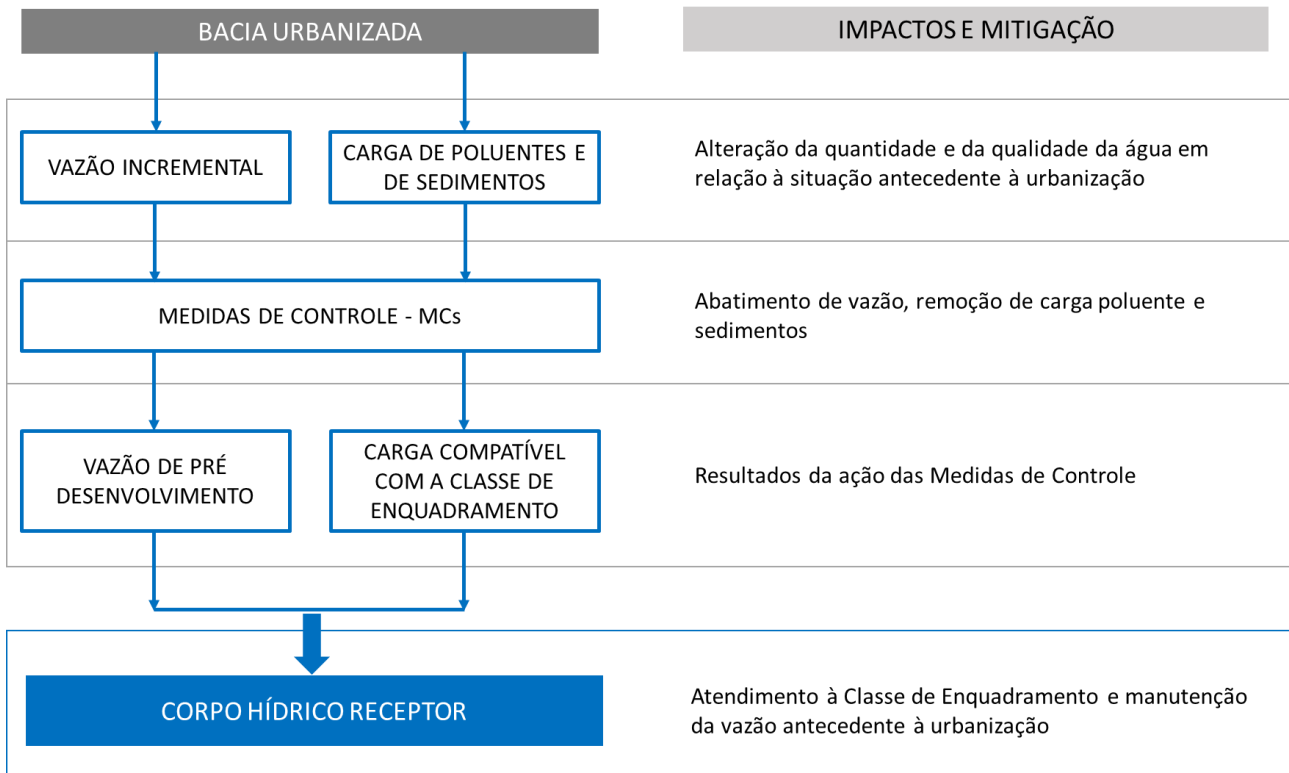 BACIA URBANIZADA
IMPACTOS E MITIGAÇÃO
VAZÃO INCREMENTAL
CARGA DE POLUENTES E
DE SEDIMENTOS
Alteração da quantidade e da qualidade da água em
relação à situação antecedente à urbanização
MEDIDAS DE CONTROLE - MCs
Abatimento de vazão, remoção de carga poluente e
sedimentos
VAZÃO DE PRÉ
DESENVOLVIMENTO
CARGA COMPATÍVEL
COM A CLASSE DE
ENQUADRAMENTO
Resultados da ação das Medidas de Controle
CORPO HÍDRICO RECEPTOR
Atendimento à Classe de Enquadramento e manutenção
da vazão antecedente à urbanização